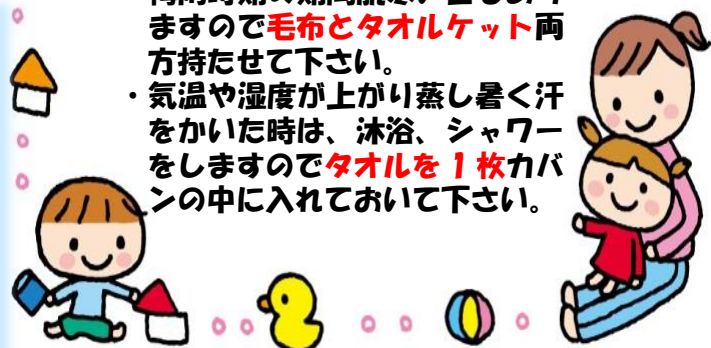 ますので毛布とタオルケット両
方持たせて下さい。
・気温や湿度が上がり蒸し暑く汗
をかいた時は、沐浴、シャワー
をしますのでタオルを1枚カバ
ンの中に入れておいて下さい。